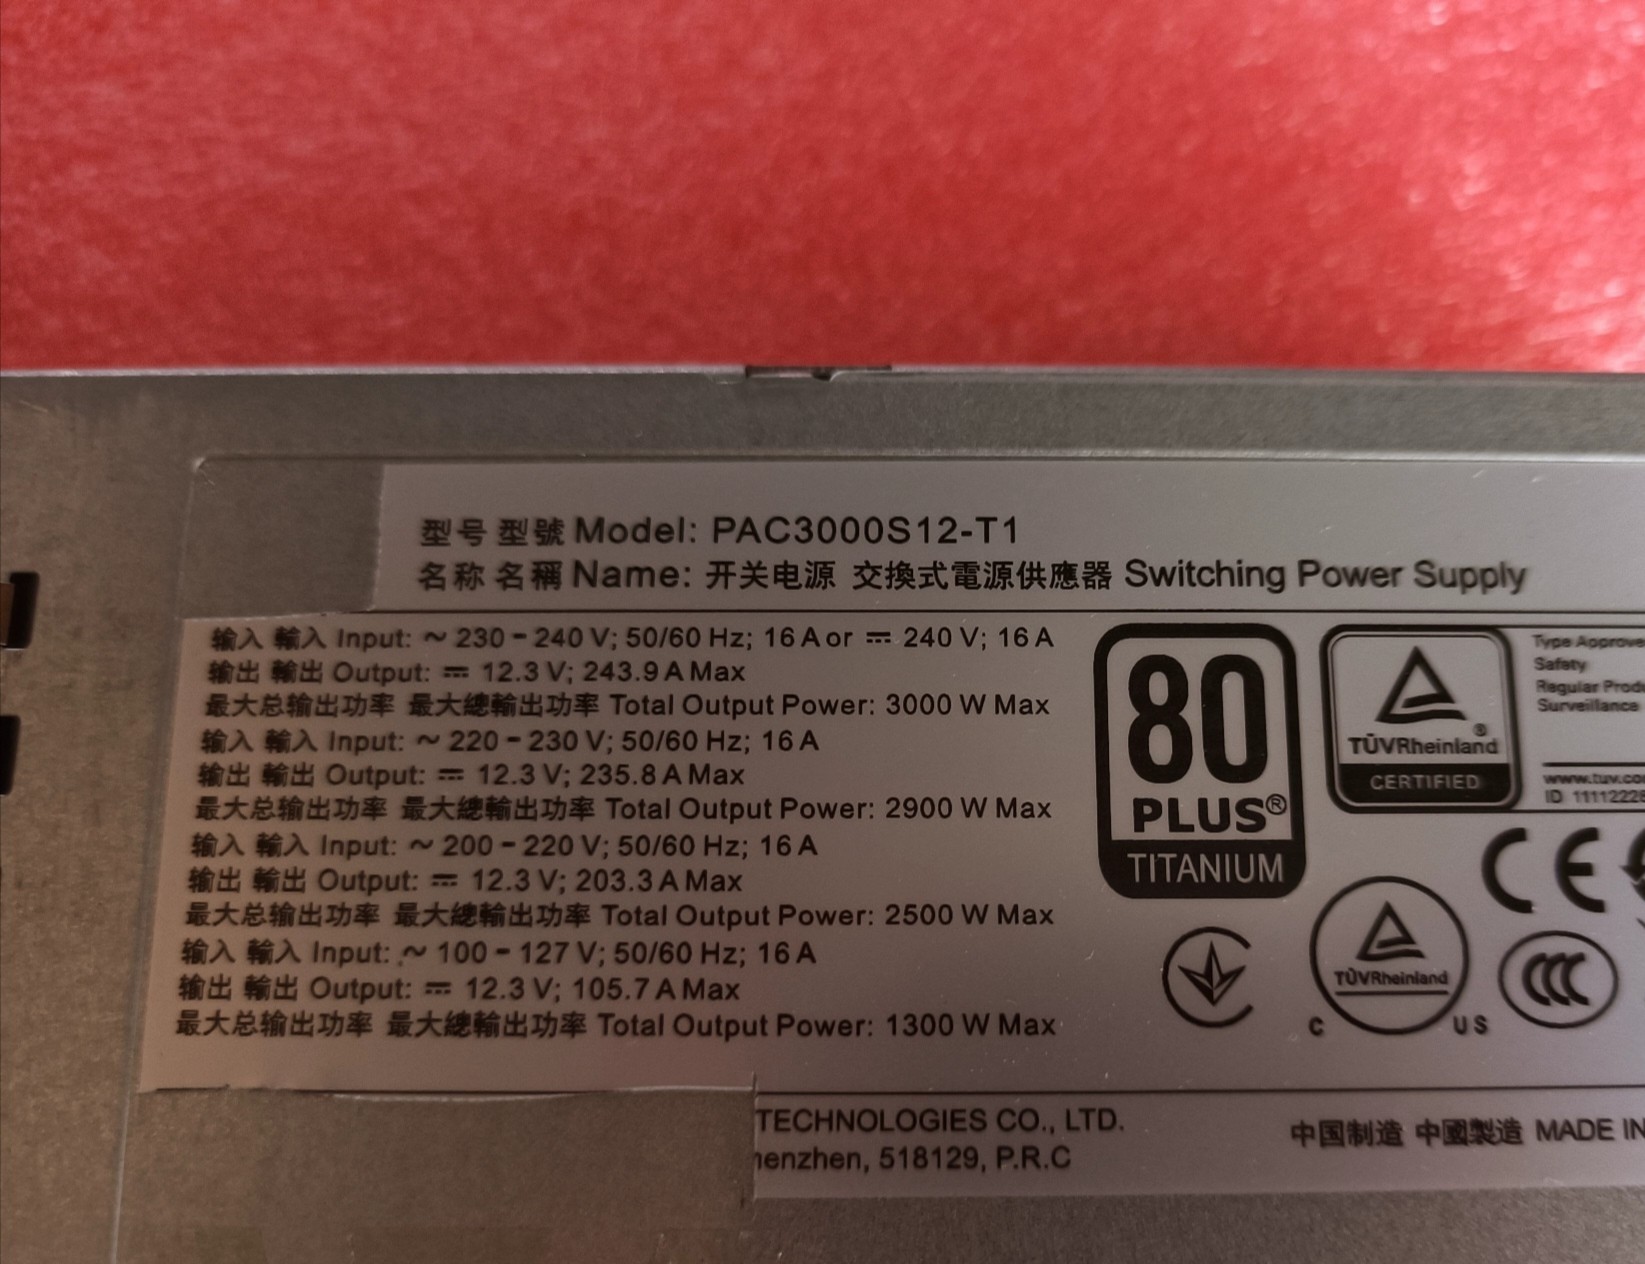 型号 型號 Model: PAC3000S12-T1
名称 名稱 Name: 开关电源 交換式電源供應器 Switching Power Supply
输入 輸入 Input: ~ 230 - 240 V; 50/60 Hz; 16 A or ⎓ 240 V; 16 A
输出 輸出 Output: ⎓ 12.3 V; 243.9 A Max
最大总输出功率 最大總輸出功率 Total Output Power: 3000 W Max
输入 輸入 Input: ~ 220 - 230 V; 50/60 Hz; 16 A
输出 輸出 Output: ⎓ 12.3 V; 235.8 A Max
最大总输出功率 最大總輸出功率 Total Output Power: 2900 W Max
输入 輸入 Input: ~ 200 - 220 V; 50/60 Hz; 16 A
输出 輸出 Output: ⎓ 12.3 V; 203.3 A Max
最大总输出功率 最大總輸出功率 Total Output Power: 2500 W Max
输入 輸入 Input: ~ 100 - 127 V; 50/60 Hz; 16 A
输出 輸出 Output: ⎓ 12.3 V; 105.7 A Max
最大总输出功率 最大總輸出功率 Total Output Power: 1300 W Max
80
PLUS®
TITANIUM
®
TÜVRheinland
CERTIFIED
Type Approve
Safety
Regular Prod
Surveillance
www.tuv.co
ID 1111222
CE
TÜVRheinland
C US
CCC
TECHNOLOGIES CO., LTD.
enzhen, 518129, P.R.C
中国制造 中國製造 MADE IN